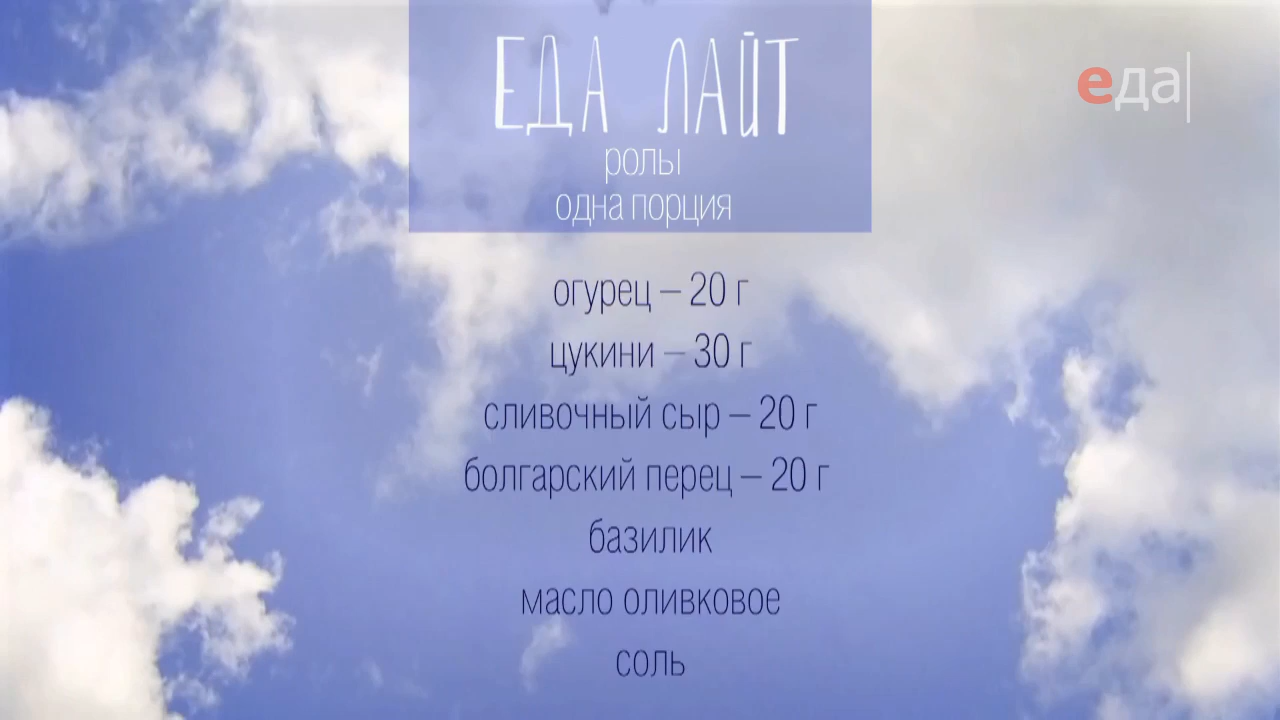 ЕДА ЛАЙТ
еда
ролы
одна порция
огурец – 20 г
цукини – 30 г
сливочный сыр – 20 г
болгарский перец – 20 г
базилик
масло оливковое
соль